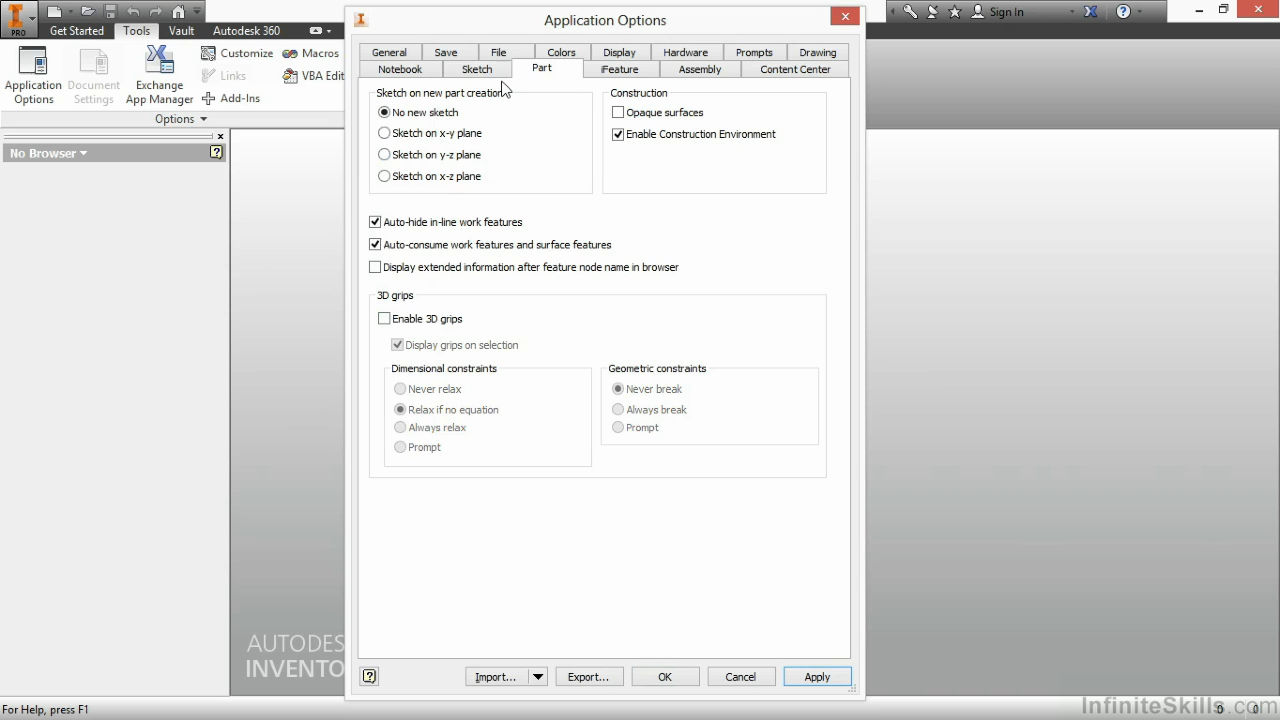 Application Options
PRO
Sign In
Get Started Tools Vault Autodesk 360
Application Options
Document Settings
Exchange App Manager
Customize
Links
Add-Ins
Macros
VBA Edit
Options
No Browser
General Save File Colors Display Hardware Prompts Drawing
Notebook Sketch Part iFeature Assembly Content Center
Sketch on new part creation
No new sketch
Sketch on x-y plane
Sketch on y-z plane
Sketch on x-z plane
Construction
Opaque surfaces
Enable Construction Environment
Auto-hide in-line work features
Auto-consume work features and surface features
Display extended information after feature node name in browser
3D grips
Enable 3D grips
Display grips on selection
Dimensional constraints
Never relax
Relax if no equation
Always relax
Prompt
Geometric constraints
Never break
Always break
Prompt
AUTODES
INVENTO
Import... Export... OK Cancel Apply
For Help, press F1
0 0
InfiniteSkills.com